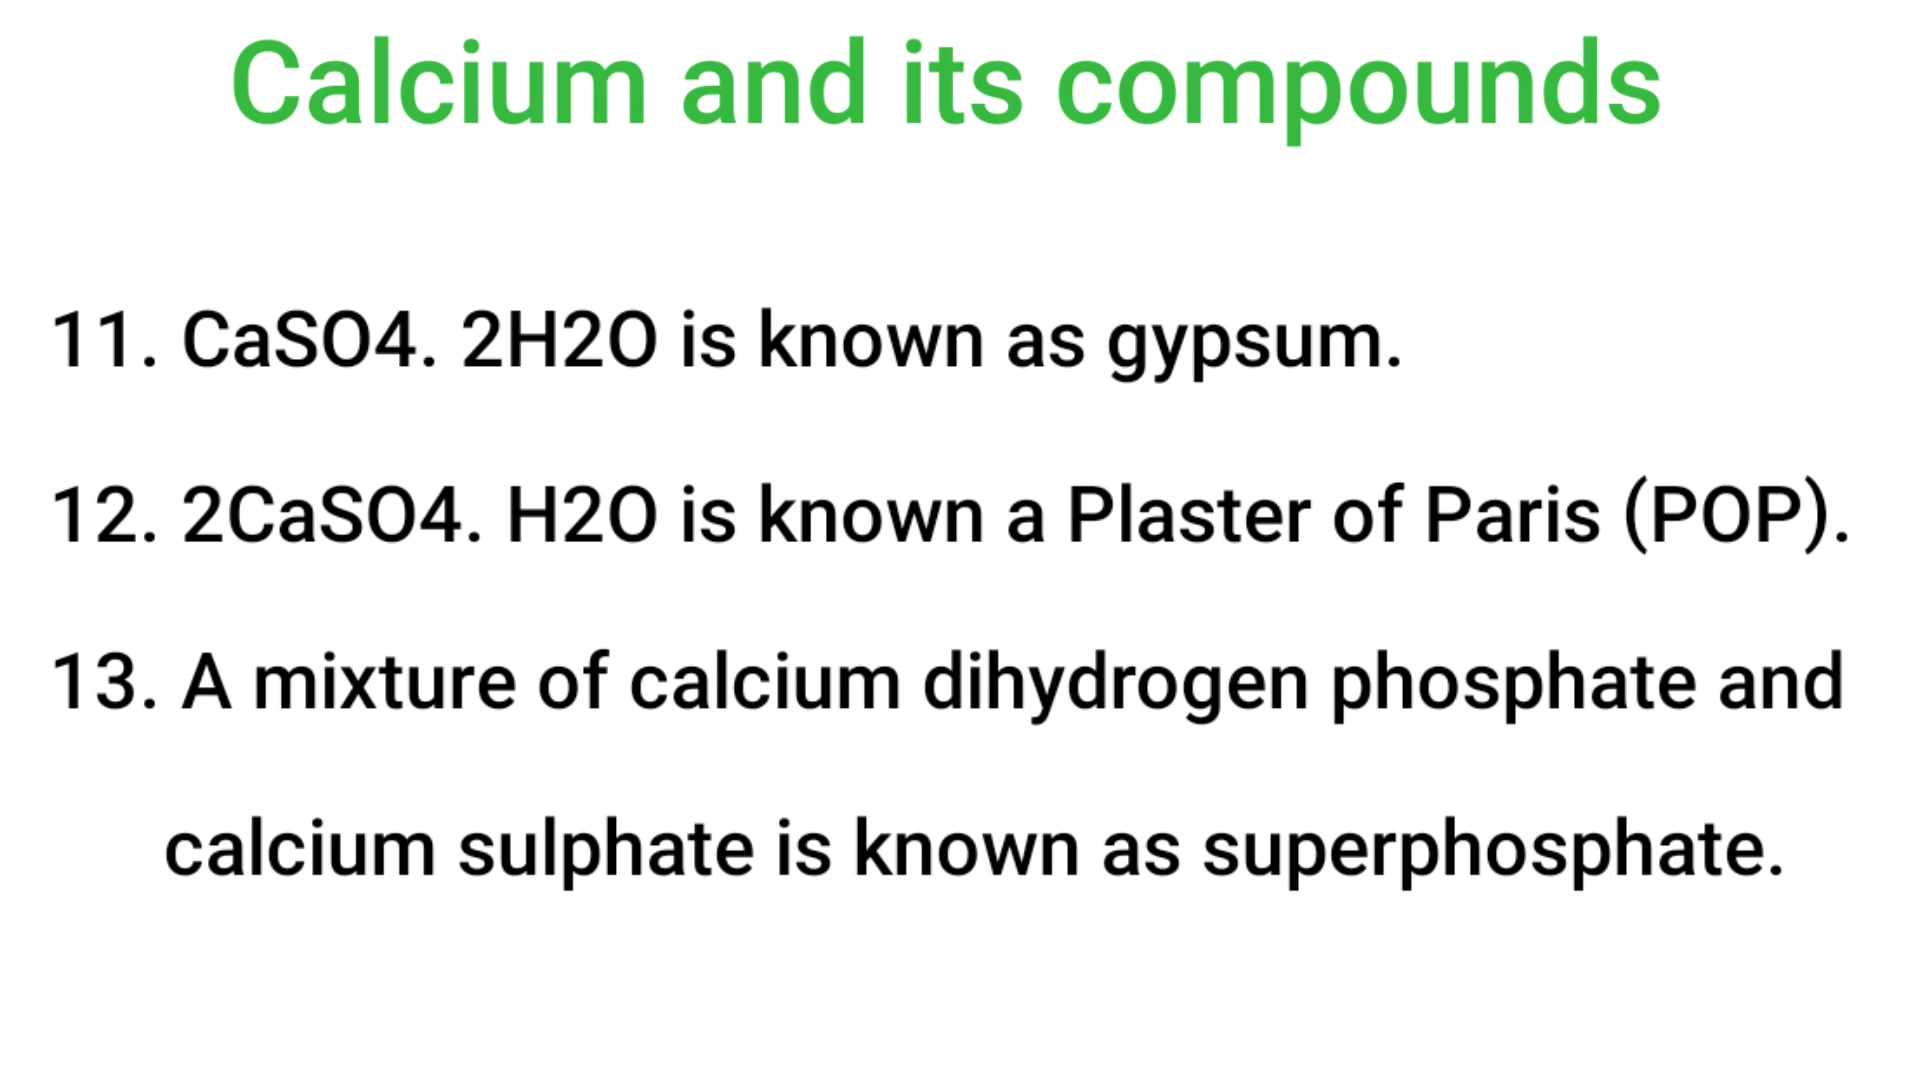 Calcium and its compounds
11. CaSO4. 2H2O is known as gypsum.
12. 2CaSO4. H2O is known a Plaster of Paris (POP).
13. A mixture of calcium dihydrogen phosphate and
calcium sulphate is known as superphosphate.